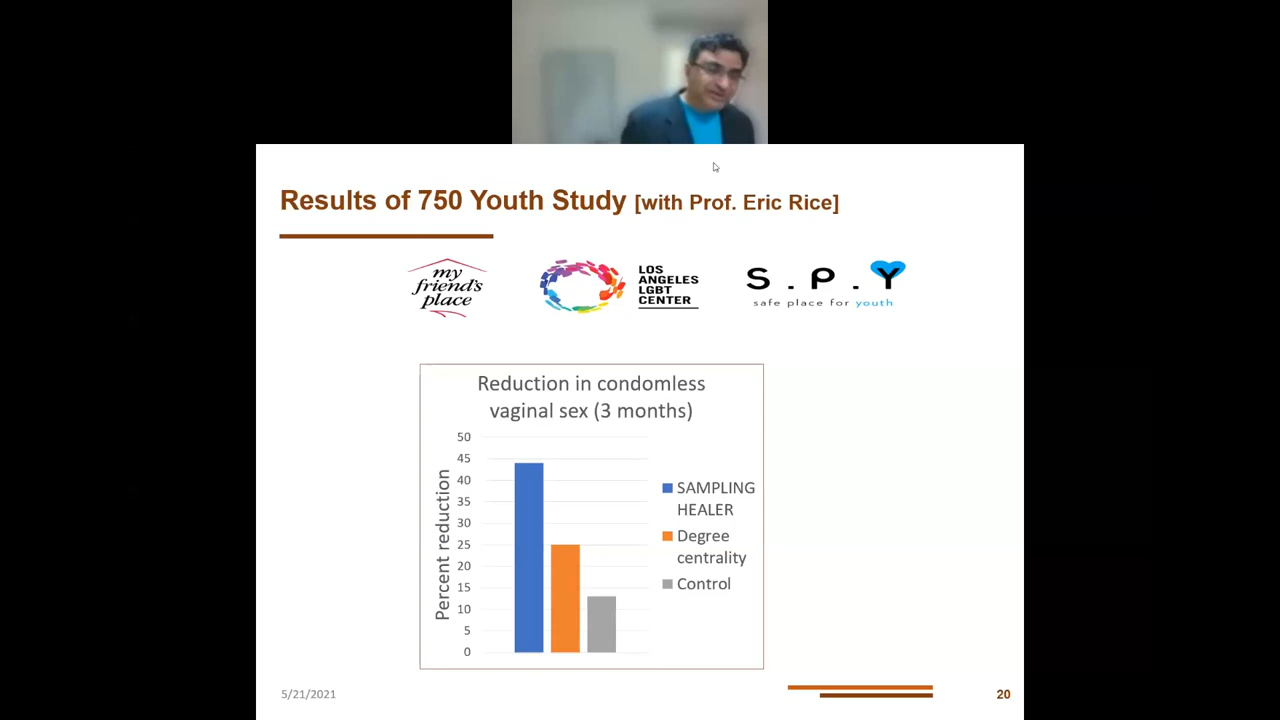 Results of 750 Youth Study [with Prof. Eric Rice]
my
friend's
place
LOS
ANGELES
LGBT
CENTER
S . P . Y
safe place for youth
Reduction in condomless
vaginal sex (3 months)
Percent reduction
50
45
40
35
30
25
20
15
10
5
0
SAMPLING
HEALER
Degree
centrality
Control
5/21/2021
20